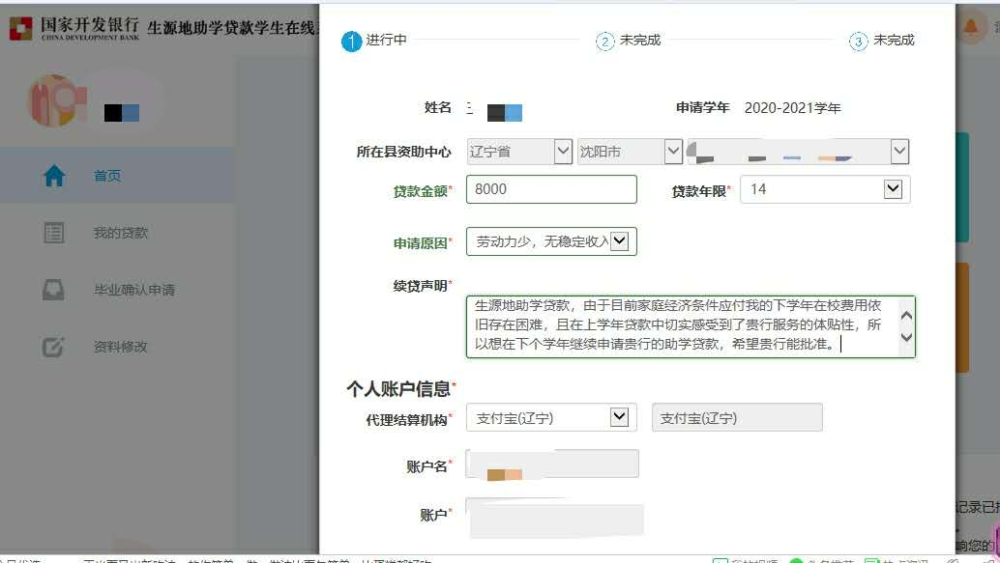 国家开发银行 生源地助学贷款学生在线
CHINA DEVELOPMENT BANK
1 进行中
2 未完成
3 未完成
姓名
申请学年 2020-2021学年
所在县资助中心 辽宁省 沈阳市
贷款金额* 8000
贷款年限* 14
申请原因* 劳动力少，无稳定收入
续贷声明*
生源地助学贷款，由于目前家庭经济条件应付我的下学年在校费用依
旧存在困难，且在上学年贷款中切实感受到了贵行服务的体贴性，所
以想在下个学年继续申请贵行的助学贷款，希望贵行能批准。
个人账户信息*
代理结算机构* 支付宝(辽宁) 支付宝(辽宁)
账户名*
账户*
首页
我的贷款
毕业确认申请
资料修改
记录已
响您的